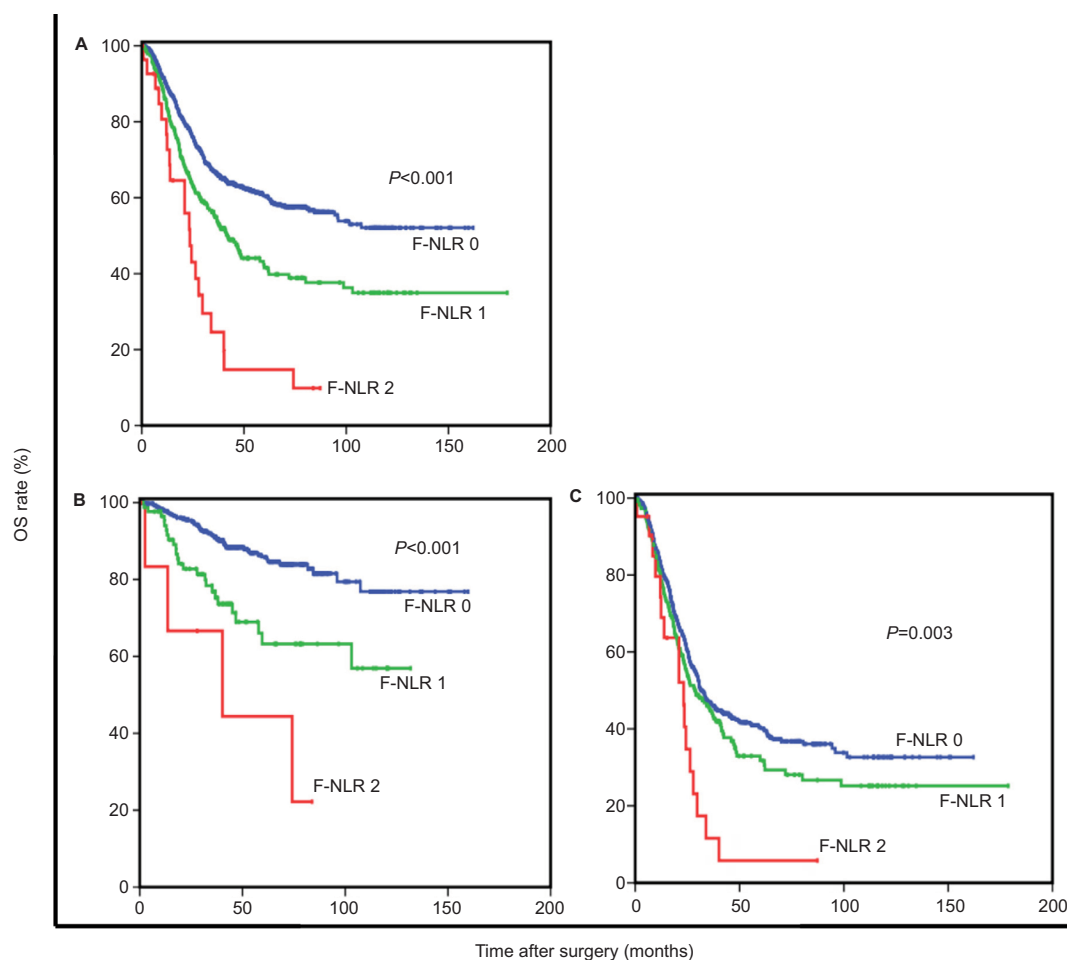 A
100
80
60
40
20
0
P<0.001
F-NLR 0
F-NLR 1
F-NLR 2
0 50 100 150 200
OS rate (%)
B
100
80
60
40
20
0
P<0.001
F-NLR 0
F-NLR 1
F-NLR 2
0 50 100 150 200
C
100
80
60
40
20
0
P=0.003
F-NLR 0
F-NLR 1
F-NLR 2
0 50 100 150 200
Time after surgery (months)